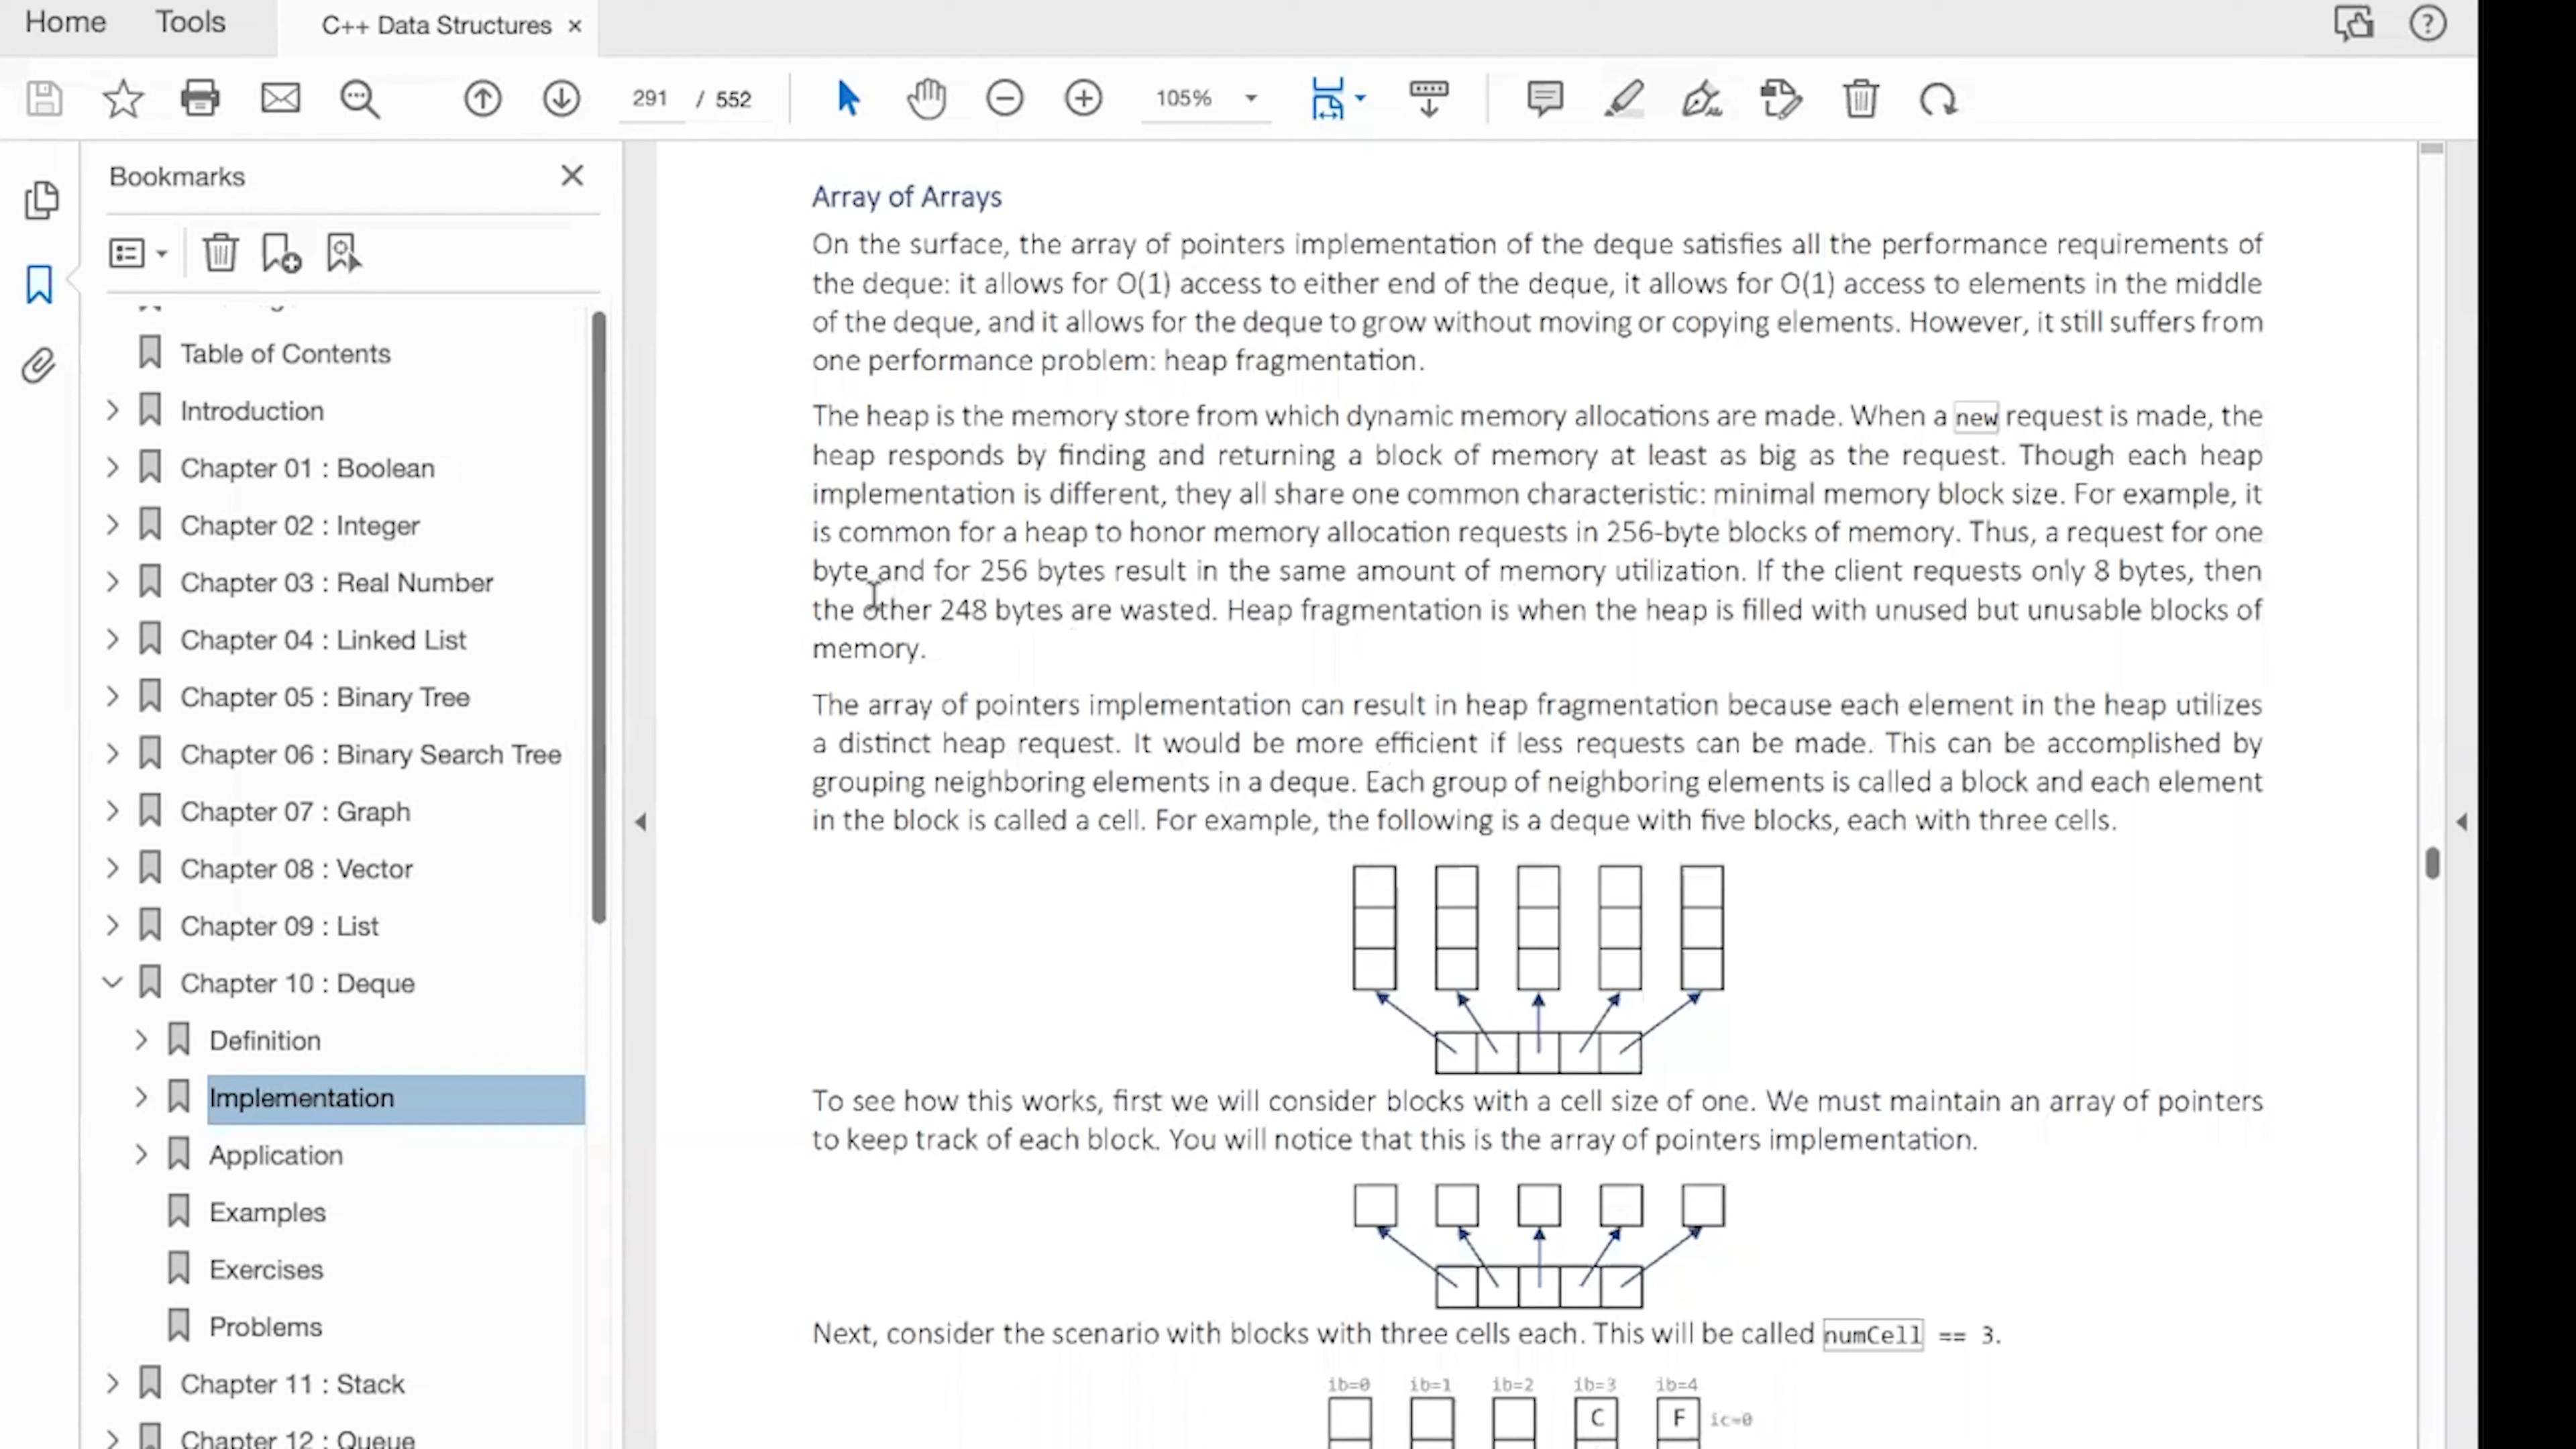 Home Tools C++ Data Structures ×
291 / 552 105%
Bookmarks
Table of Contents
Introduction
Chapter 01 : Boolean
Chapter 02 : Integer
Chapter 03 : Real Number
Chapter 04 : Linked List
Chapter 05 : Binary Tree
Chapter 06 : Binary Search Tree
Chapter 07 : Graph
Chapter 08 : Vector
Chapter 09 : List
Chapter 10 : Deque
Definition
Implementation
Application
Examples
Exercises
Problems
Chapter 11 : Stack
Chapter 12 : Queue
Array of Arrays
On the surface, the array of pointers implementation of the deque satisfies all the performance requirements of
the deque: it allows for O(1) access to either end of the deque, it allows for O(1) access to elements in the middle
of the deque, and it allows for the deque to grow without moving or copying elements. However, it still suffers from
one performance problem: heap fragmentation.
The heap is the memory store from which dynamic memory allocations are made. When a new request is made, the
heap responds by finding and returning a block of memory at least as big as the request. Though each heap
implementation is different, they all share one common characteristic: minimal memory block size. For example, it
is common for a heap to honor memory allocation requests in 256-byte blocks of memory. Thus, a request for one
byte and for 256 bytes result in the same amount of memory utilization. If the client requests only 8 bytes, then
the other 248 bytes are wasted. Heap fragmentation is when the heap is filled with unused but unusable blocks of
memory.
The array of pointers implementation can result in heap fragmentation because each element in the heap utilizes
a distinct heap request. It would be more efficient if less requests can be made. This can be accomplished by
grouping neighboring elements in a deque. Each group of neighboring elements is called a block and each element
in the block is called a cell. For example, the following is a deque with five blocks, each with three cells.
To see how this works, first we will consider blocks with a cell size of one. We must maintain an array of pointers
to keep track of each block. You will notice that this is the array of pointers implementation.
Next, consider the scenario with blocks with three cells each. This will be called numCell == 3.
ib=0 ib=1 ib=2 ib=3 ib=4
C F ic=0